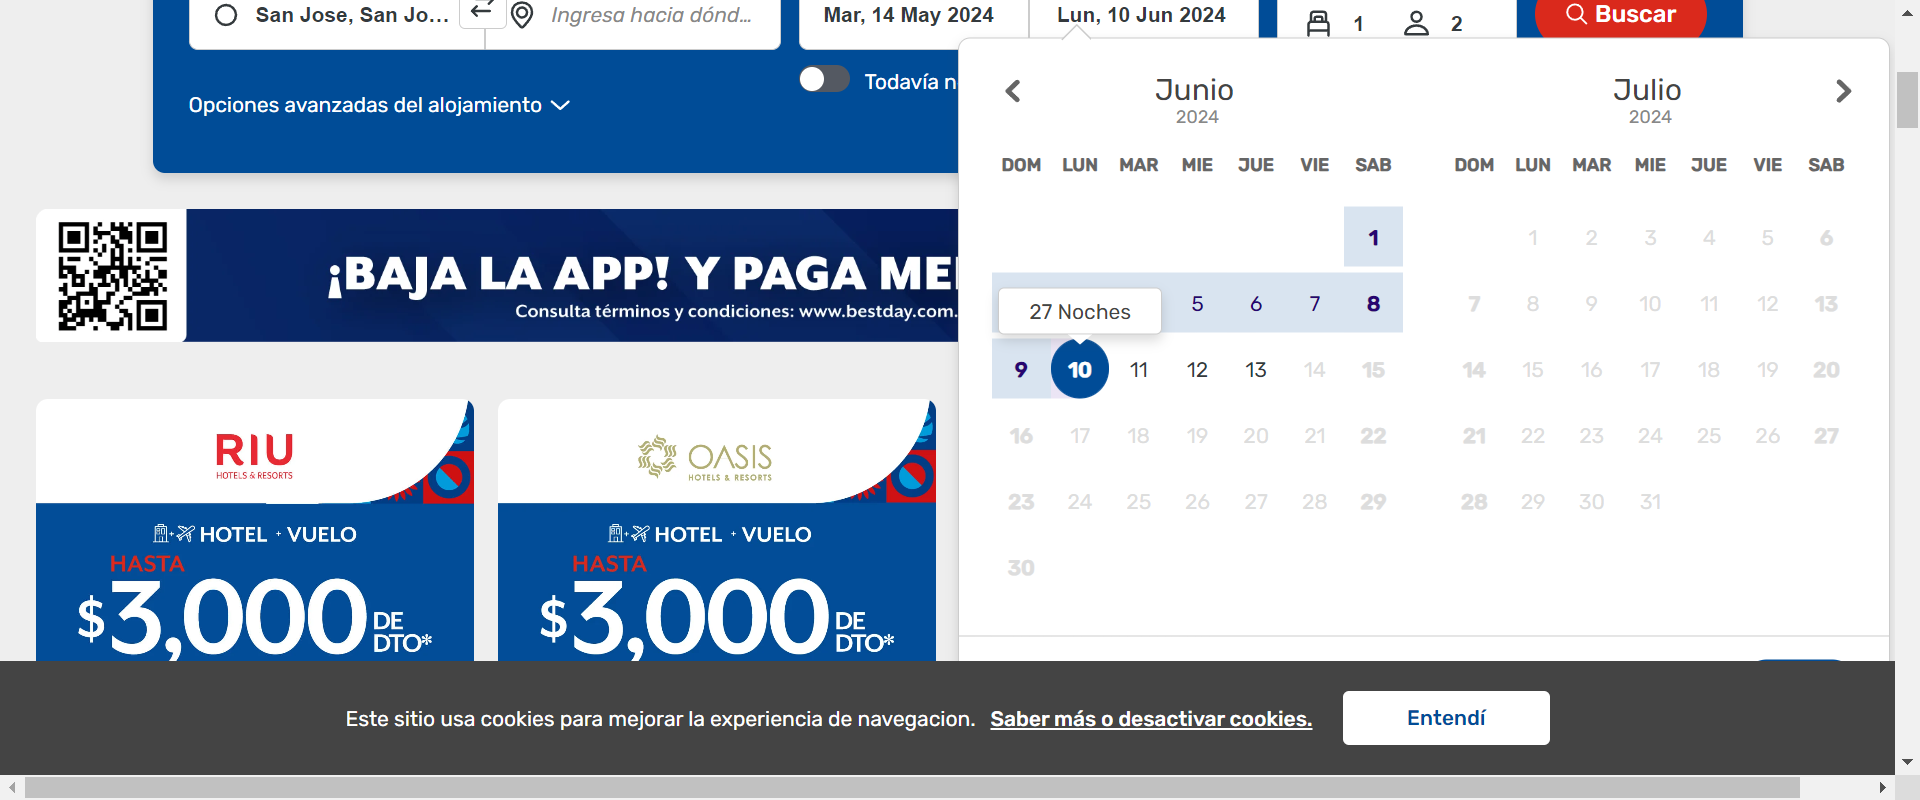 San Jose, San Jo...
Ingresa hacia dónd...
Mar, 14 May 2024
Lun, 10 Jun 2024
1
2
Buscar
Todavía n
Opciones avanzadas del alojamiento
Junio
2024
DOM LUN MAR MIE JUE VIE SAB
1
27 Noches
5 6 7 8
9 10 11 12 13 14 15
16 17 18 19 20 21 22
23 24 25 26 27 28 29
30
Julio
2024
DOM LUN MAR MIE JUE VIE SAB
1 2 3 4 5 6
7 8 9 10 11 12 13
14 15 16 17 18 19 20
21 22 23 24 25 26 27
28 29 30 31
¡BAJA LA APP! Y PAGA ME
Consulta términos y condiciones: www.bestday.com.
RIU
HOTELS & RESORTS
HOTEL + VUELO
HASTA
$3,000 DE DTO*
OASIS
HOTELS & RESORTS
HOTEL + VUELO
HASTA
$3,000 DE DTO*
Este sitio usa cookies para mejorar la experiencia de navegacion. Saber más o desactivar cookies.
Entendí